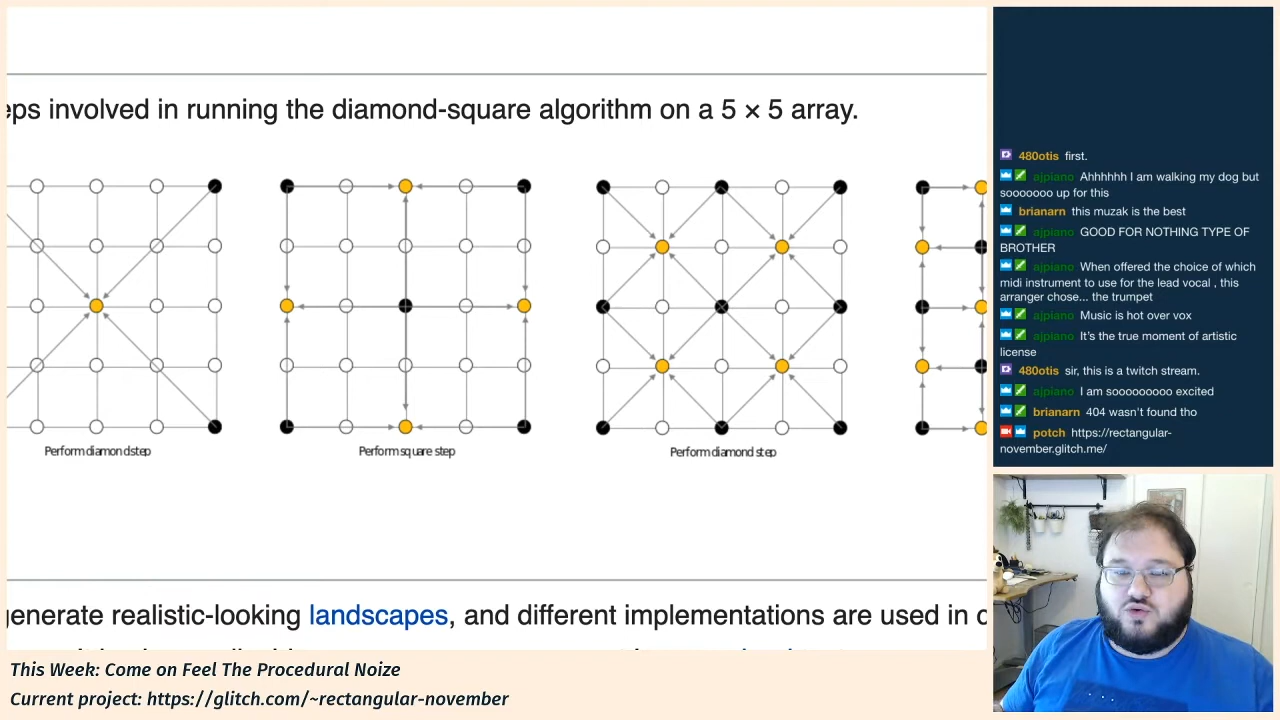 eps involved in running the diamond-square algorithm on a 5 × 5 array.
Perform diamond step
Perform square step
Perform diamond step
generate realistic-looking landscapes, and different implementations are used in
This Week: Come on Feel The Procedural Noize
Current project: https://glitch.com/~rectangular-november
480otis first.
ajpiano Ahhhhhh I am walking my dog but
sooooooo up for this
brianarn this muzak is the best
ajpiano GOOD FOR NOTHING TYPE OF
BROTHER
ajpiano When offered the choice of which
midi instrument to use for the lead vocal , this
arranger chose... the trumpet
ajpiano Music is hot over vox
ajpiano It’s the true moment of artistic
license
480otis sir, this is a twitch stream.
ajpiano I am sooooooooo excited
brianarn 404 wasn't found tho
potch https://rectangular-
november.glitch.me/